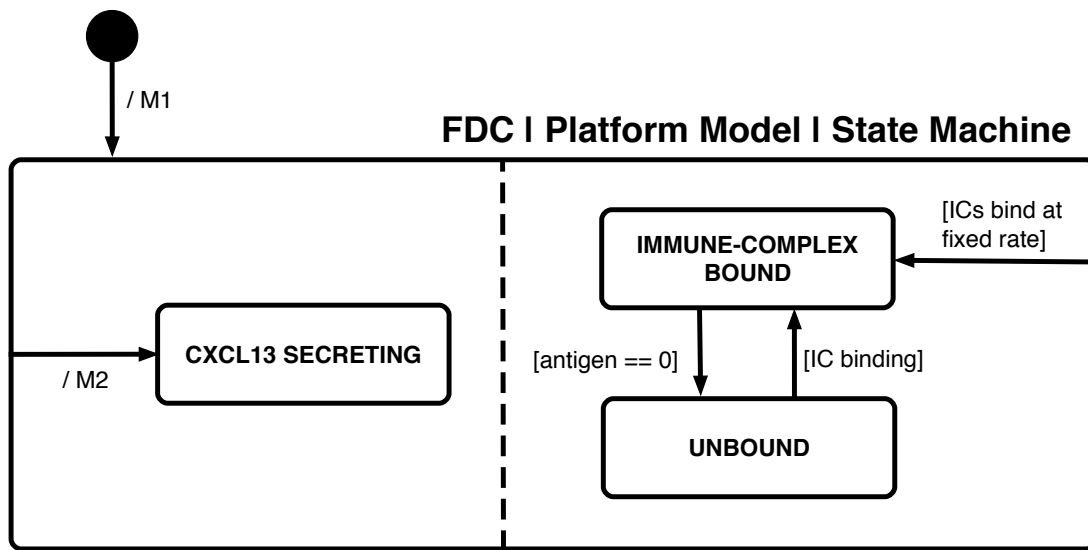 / M1
FDC | Platform Model | State Machine
[ICs bind at
fixed rate]
IMMUNE-COMPLEX
BOUND
CXCL13 SECRETING
[antigen == 0]
[IC binding]
/ M2
UNBOUND